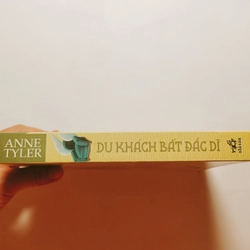 ANNE
TYLER
DU KHÁCH BẤT ĐẮC DĨ